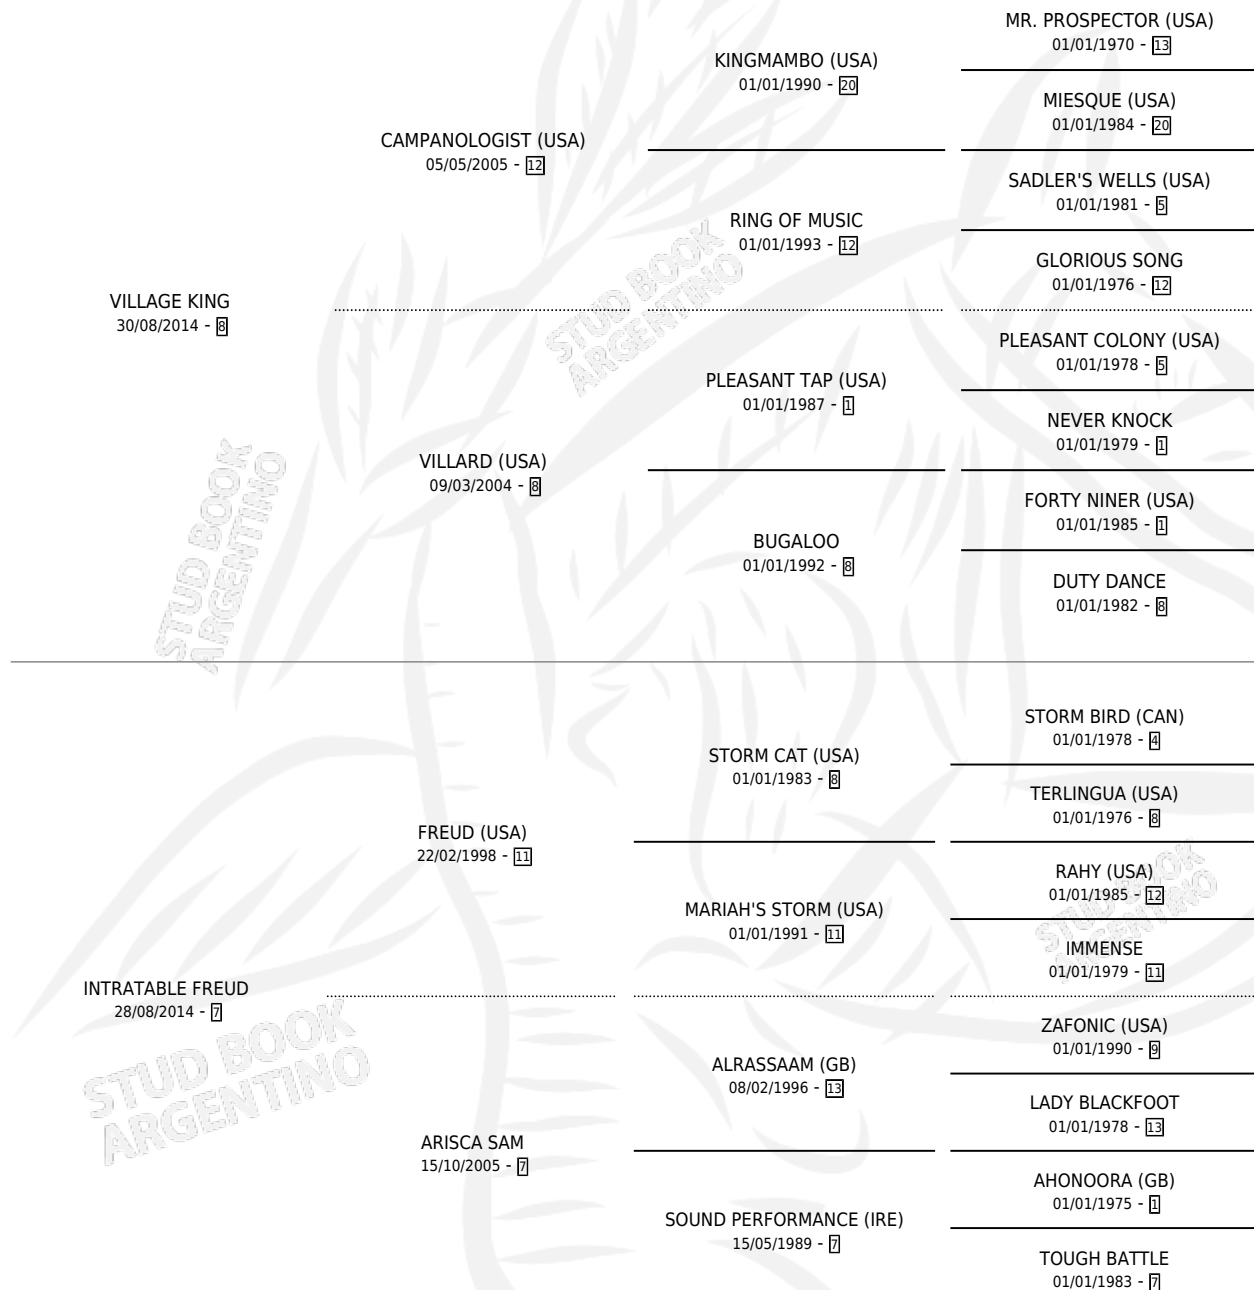 MR. PROSPECTOR (USA)
01/01/1970 - 13
KINGMAMBO (USA)
01/01/1990 - 20
MIESQUE (USA)
01/01/1984 - 20
CAMPANOLOGIST (USA)
05/05/2005 - 12
SADLER'S WELLS (USA)
01/01/1981 - 5
RING OF MUSIC
01/01/1993 - 12
GLORIOUS SONG
01/01/1976 - 12
VILLAGE KING
30/08/2014 - 8
PLEASANT COLONY (USA)
01/01/1978 - 5
PLEASANT TAP (USA)
01/01/1987 - 1
NEVER KNOCK
01/01/1979 - 1
VILLARD (USA)
09/03/2004 - 8
FORTY NINER (USA)
01/01/1985 - 1
BUGALOO
01/01/1992 - 8
DUTY DANCE
01/01/1982 - 8
STORM BIRD (CAN)
01/01/1978 - 4
STORM CAT (USA)
01/01/1983 - 8
TERLINGUA (USA)
01/01/1976 - 8
FREUD (USA)
22/02/1998 - 11
RAHY (USA)
01/01/1985 - 12
MARIAH'S STORM (USA)
01/01/1991 - 11
IMMENSE
01/01/1979 - 11
INTRATABLE FREUD
28/08/2014 - 7
ZAFONIC (USA)
01/01/1990 - 9
ALRASSAAM (GB)
08/02/1996 - 13
LADY BLACKFOOT
01/01/1978 - 13
ARISCA SAM
15/10/2005 - 7
AHONOORA (GB)
01/01/1975 - 1
SOUND PERFORMANCE (IRE)
15/05/1989 - 7
TOUGH BATTLE
01/01/1983 - 7
STUD BOOK
ARGENTINO
STUD BOOK
ARGENTINO
STUD BOOK
ARGENTINO
STUD BOOK
ARGENTINO